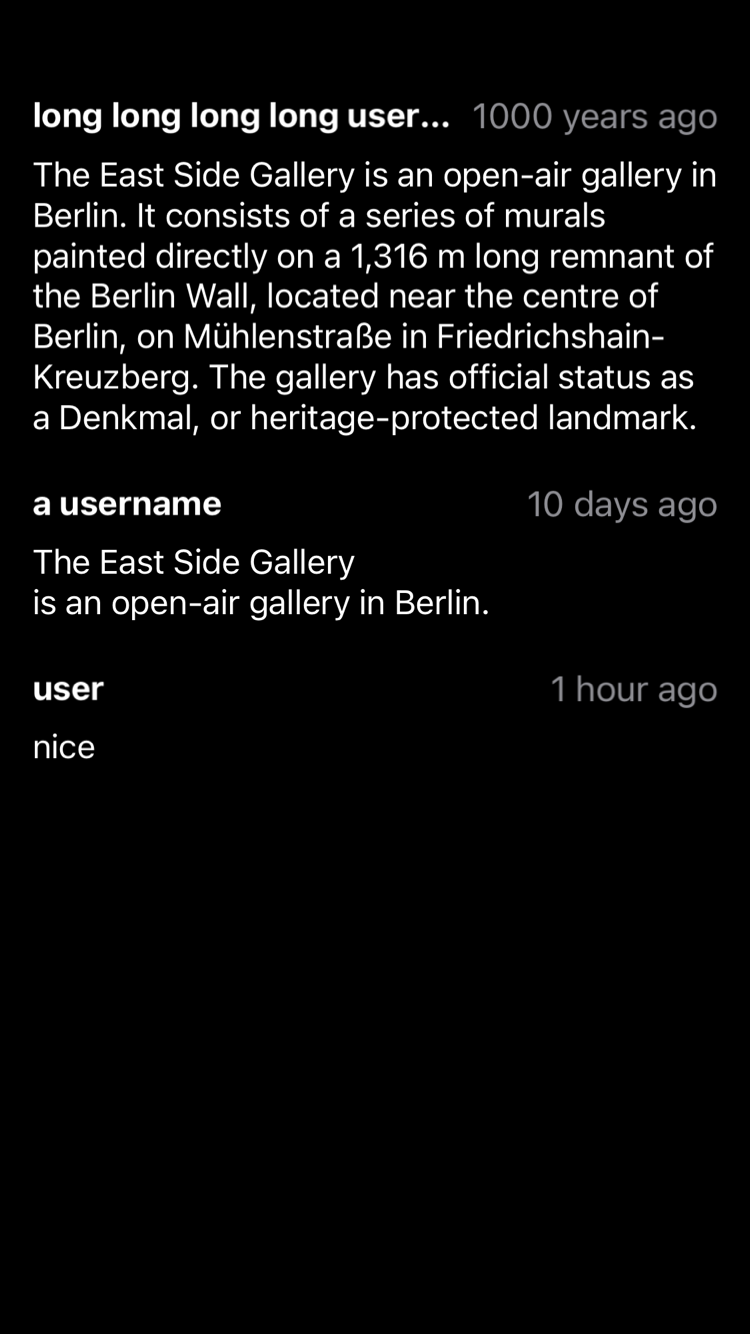 long long long long user... 1000 years ago
The East Side Gallery is an open-air gallery in
Berlin. It consists of a series of murals
painted directly on a 1,316 m long remnant of
the Berlin Wall, located near the centre of
Berlin, on Mühlenstraße in Friedrichshain-
Kreuzberg. The gallery has official status as
a Denkmal, or heritage-protected landmark.
a username 10 days ago
The East Side Gallery
is an open-air gallery in Berlin.
user 1 hour ago
nice